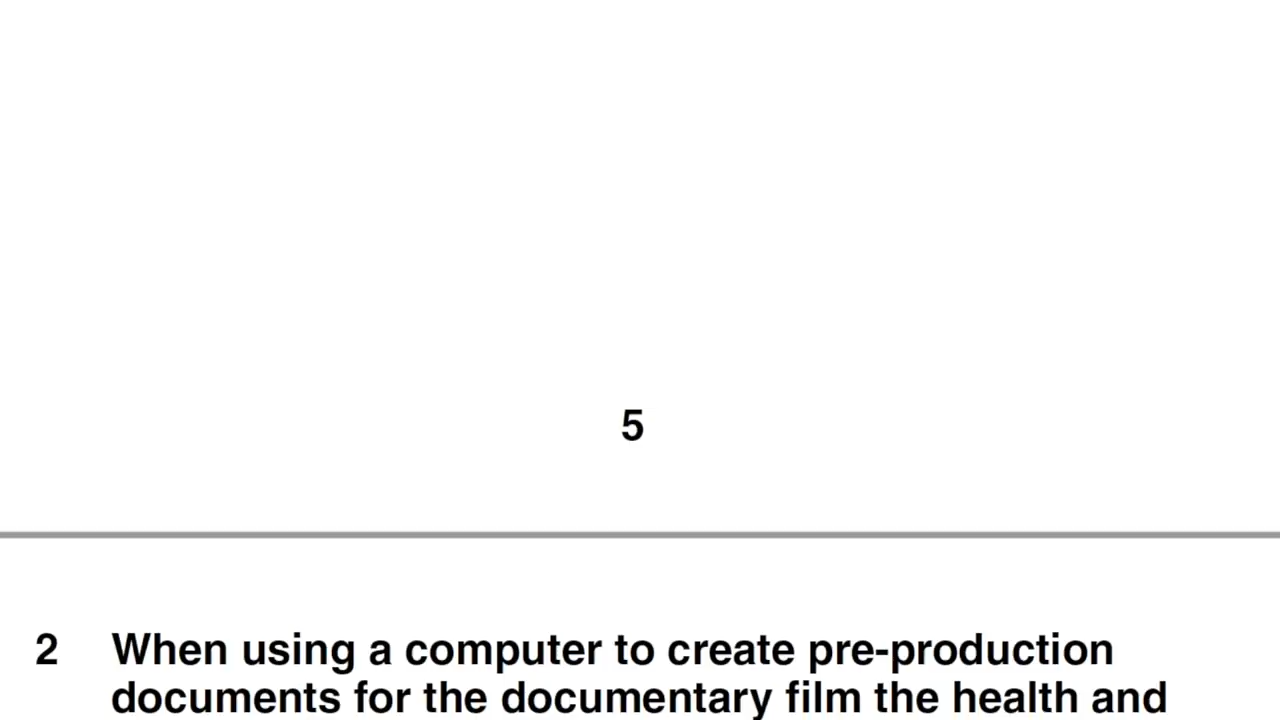 5
2 When using a computer to create pre-production
documents for the documentary film the health and